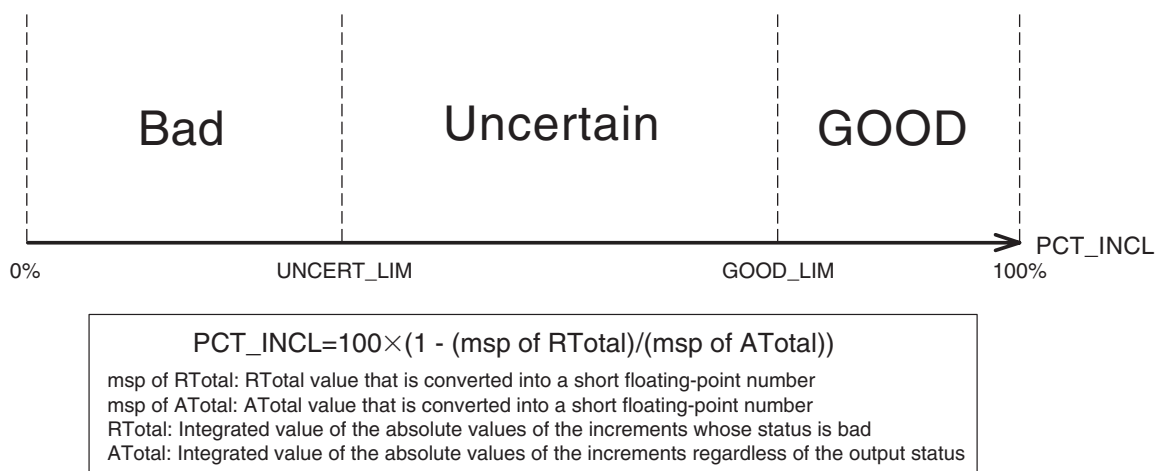 Bad Uncertain GOOD
PCT_INCL
0% UNCERT_LIM GOOD_LIM 100%
PCT_INCL=100×(1 - (msp of RTotal)/(msp of ATotal))
msp of RTotal: RTotal value that is converted into a short floating-point number
msp of ATotal: ATotal value that is converted into a short floating-point number
RTotal: Integrated value of the absolute values of the increments whose status is bad
ATotal: Integrated value of the absolute values of the increments regardless of the output status